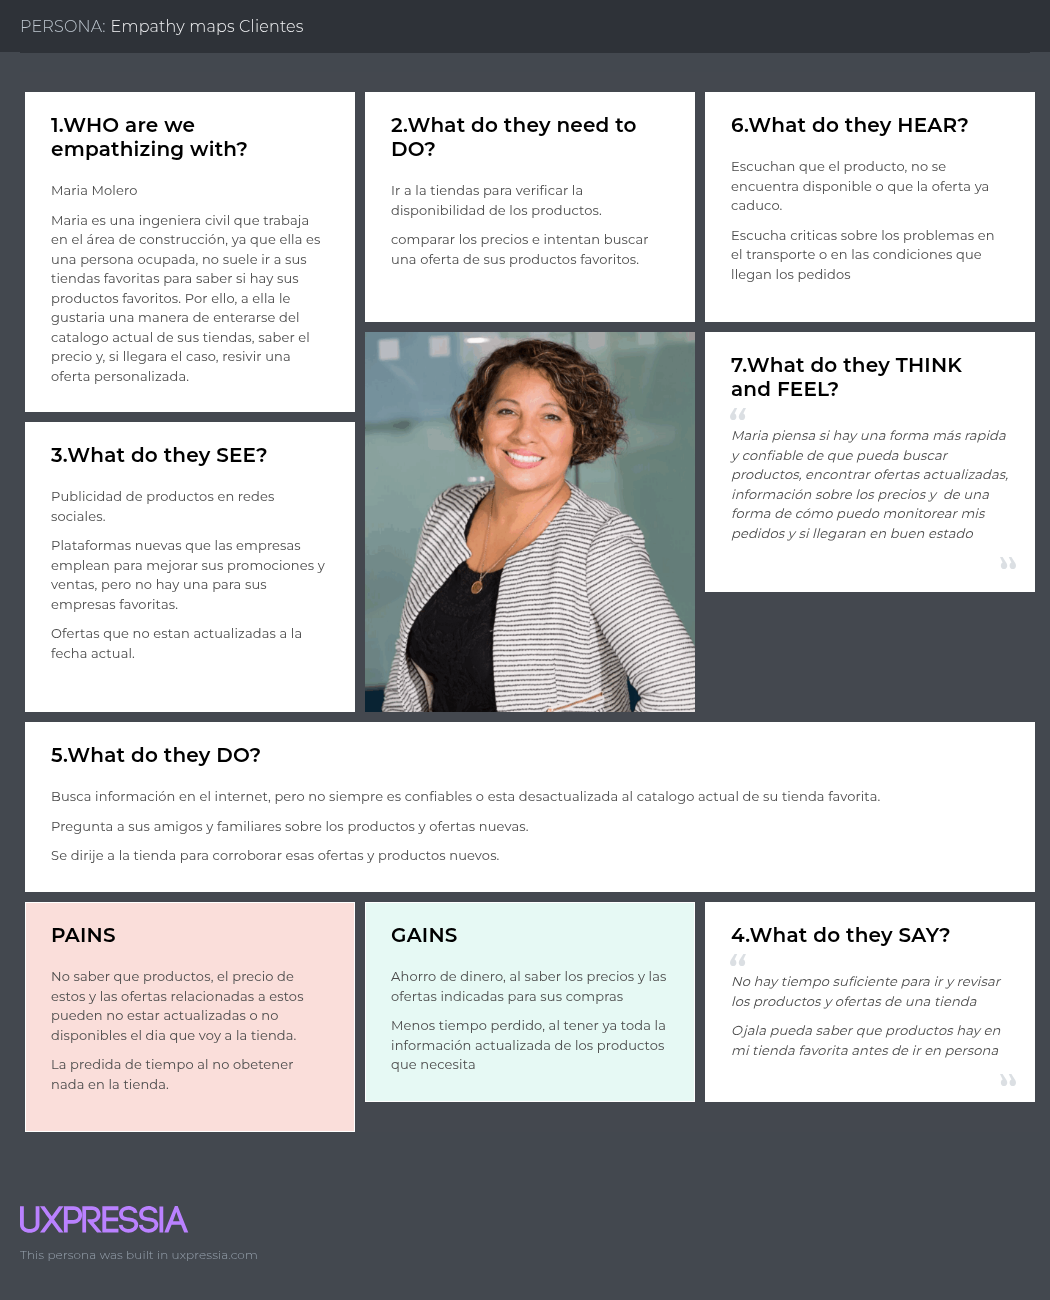 PERSONA: Empathy maps Clientes
1.WHO are we
empathizing with?
Maria Molero
Maria es una ingeniera civil que trabaja
en el área de construcción, ya que ella es
una persona ocupada, no suele ir a sus
tiendas favoritas para saber si hay sus
productos favoritos. Por ello, a ella le
gustaria una manera de enterarse del
catalogo actual de sus tiendas, saber el
precio y, si llegara el caso, resivir una
oferta personalizada.
2.What do they need to
DO?
Ir a la tiendas para verificar la
disponibilidad de los productos.
comparar los precios e intentan buscar
una oferta de sus productos favoritos.
6.What do they HEAR?
Escuchan que el producto, no se
encuentra disponible o que la oferta ya
caduco.
Escucha criticas sobre los problemas en
el transporte o en las condiciones que
llegan los pedidos
3.What do they SEE?
Publicidad de productos en redes
sociales.
Plataformas nuevas que las empresas
emplean para mejorar sus promociones y
ventas, pero no hay una para sus
empresas favoritas.
Ofertas que no estan actualizadas a la
fecha actual.
7.What do they THINK
and FEEL?
“
Maria piensa si hay una forma más rapida
y confiable de que pueda buscar
productos, encontrar ofertas actualizadas,
información sobre los precios y  de una
forma de cómo puedo monitorear mis
pedidos y si llegaran en buen estado
”
5.What do they DO?
Busca información en el internet, pero no siempre es confiables o esta desactualizada al catalogo actual de su tienda favorita.
Pregunta a sus amigos y familiares sobre los productos y ofertas nuevas.
Se dirije a la tienda para corroborar esas ofertas y productos nuevos.
PAINS
No saber que productos, el precio de
estos y las ofertas relacionadas a estos
pueden no estar actualizadas o no
disponibles el dia que voy a la tienda.
La predida de tiempo al no obetener
nada en la tienda.
GAINS
Ahorro de dinero, al saber los precios y las
ofertas indicadas para sus compras
Menos tiempo perdido, al tener ya toda la
información actualizada de los productos
que necesita
4.What do they SAY?
“
No hay tiempo suficiente para ir y revisar
los productos y ofertas de una tienda
Ojala pueda saber que productos hay en
mi tienda favorita antes de ir en persona
”
UXPRESSIA
This persona was built in uxpressia.com